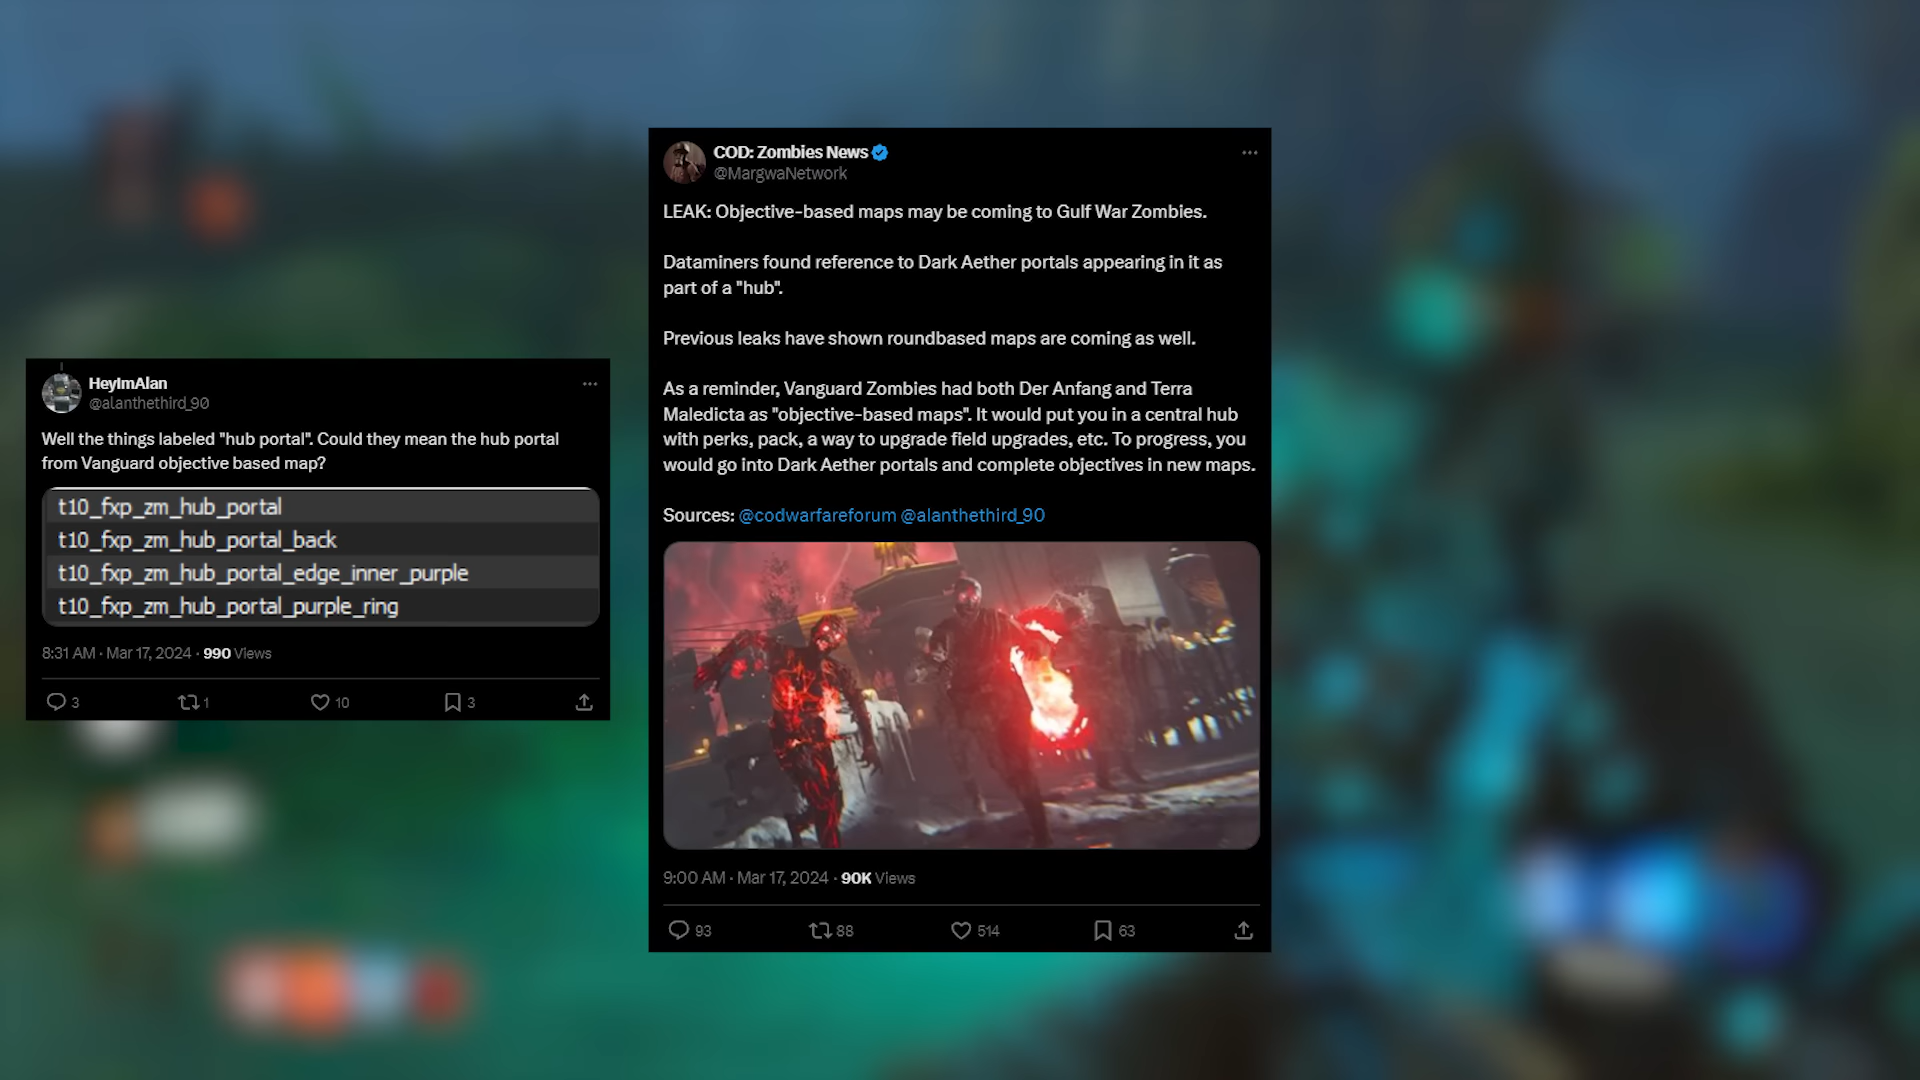 HeyImAlan
@alanthethird_90
Well the things labeled "hub portal". Could they mean the hub portal
from Vanguard objective based map?
t10_fxp_zm_hub_portal
t10_fxp_zm_hub_portal_back
t10_fxp_zm_hub_portal_edge_inner_purple
t10_fxp_zm_hub_portal_purple_ring
8:31 AM · Mar 17, 2024 · 990 Views
3 1 10 3
COD: Zombies News
@MargwaNetwork
LEAK: Objective-based maps may be coming to Gulf War Zombies.
Dataminers found reference to Dark Aether portals appearing in it as
part of a "hub".
Previous leaks have shown roundbased maps are coming as well.
As a reminder, Vanguard Zombies had both Der Anfang and Terra
Maledicta as "objective-based maps". It would put you in a central hub
with perks, pack, a way to upgrade field upgrades, etc. To progress, you
would go into Dark Aether portals and complete objectives in new maps.
Sources: @codwarfareforum @alanthethird_90
9:00 AM · Mar 17, 2024 · 90K Views
93 88 514 63